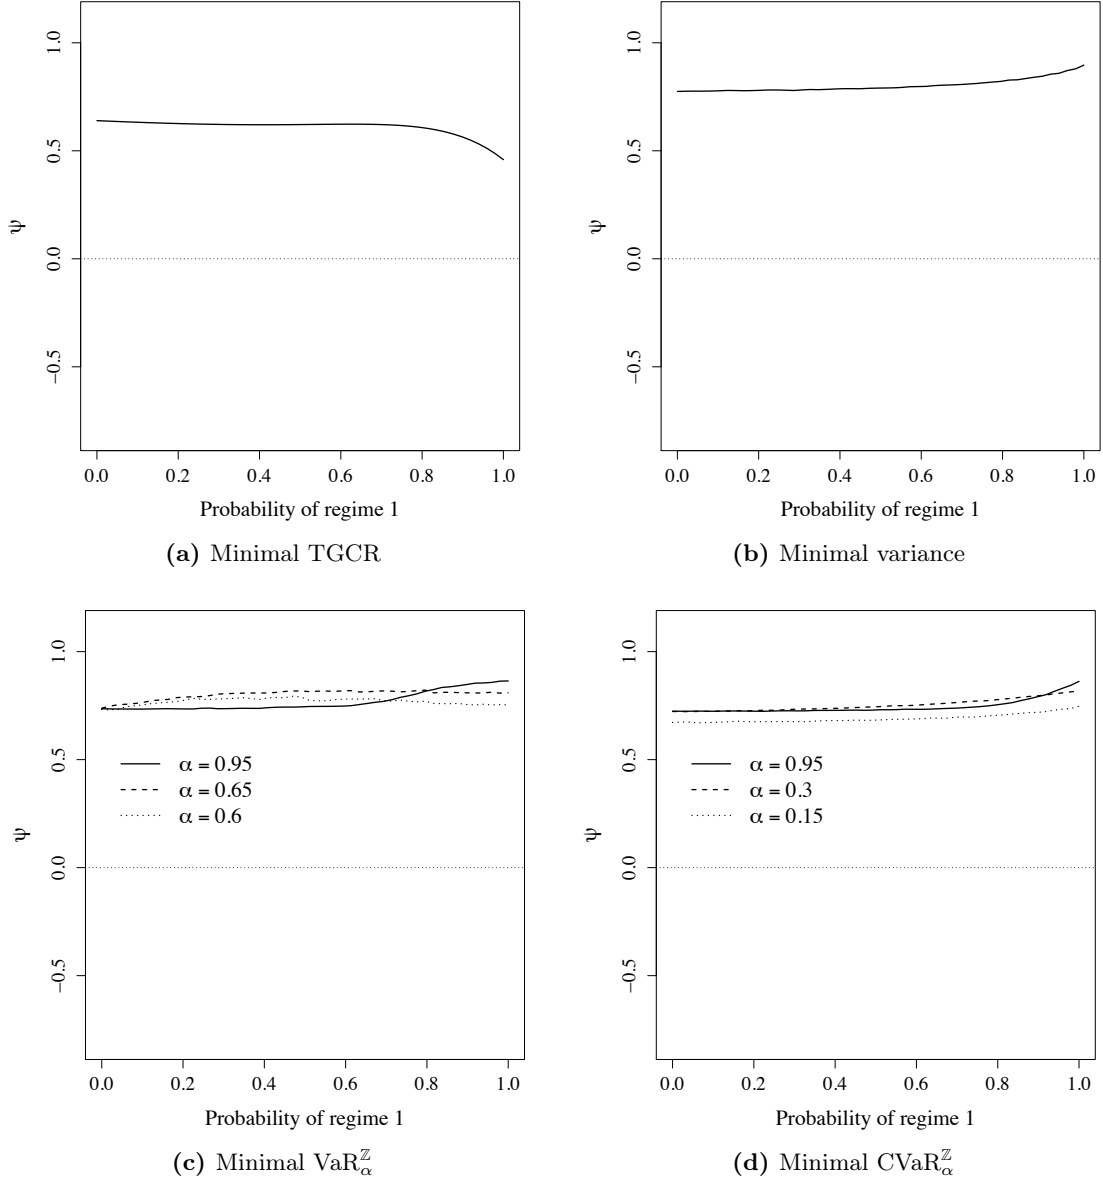 1.0
0.5
0.0
−0.5
ψ
0.0 0.2 0.4 0.6 0.8 1.0
Probability of regime 1
(a) Minimal TGCR
1.0
0.5
0.0
−0.5
ψ
0.0 0.2 0.4 0.6 0.8 1.0
Probability of regime 1
(b) Minimal variance
1.0
0.5
0.0
−0.5
ψ
α = 0.95
α = 0.65
α = 0.6
0.0 0.2 0.4 0.6 0.8 1.0
Probability of regime 1
(c) Minimal VaR$_α^ℤ$
1.0
0.5
0.0
−0.5
ψ
α = 0.95
α = 0.3
α = 0.15
0.0 0.2 0.4 0.6 0.8 1.0
Probability of regime 1
(d) Minimal CVaR$_α^ℤ$